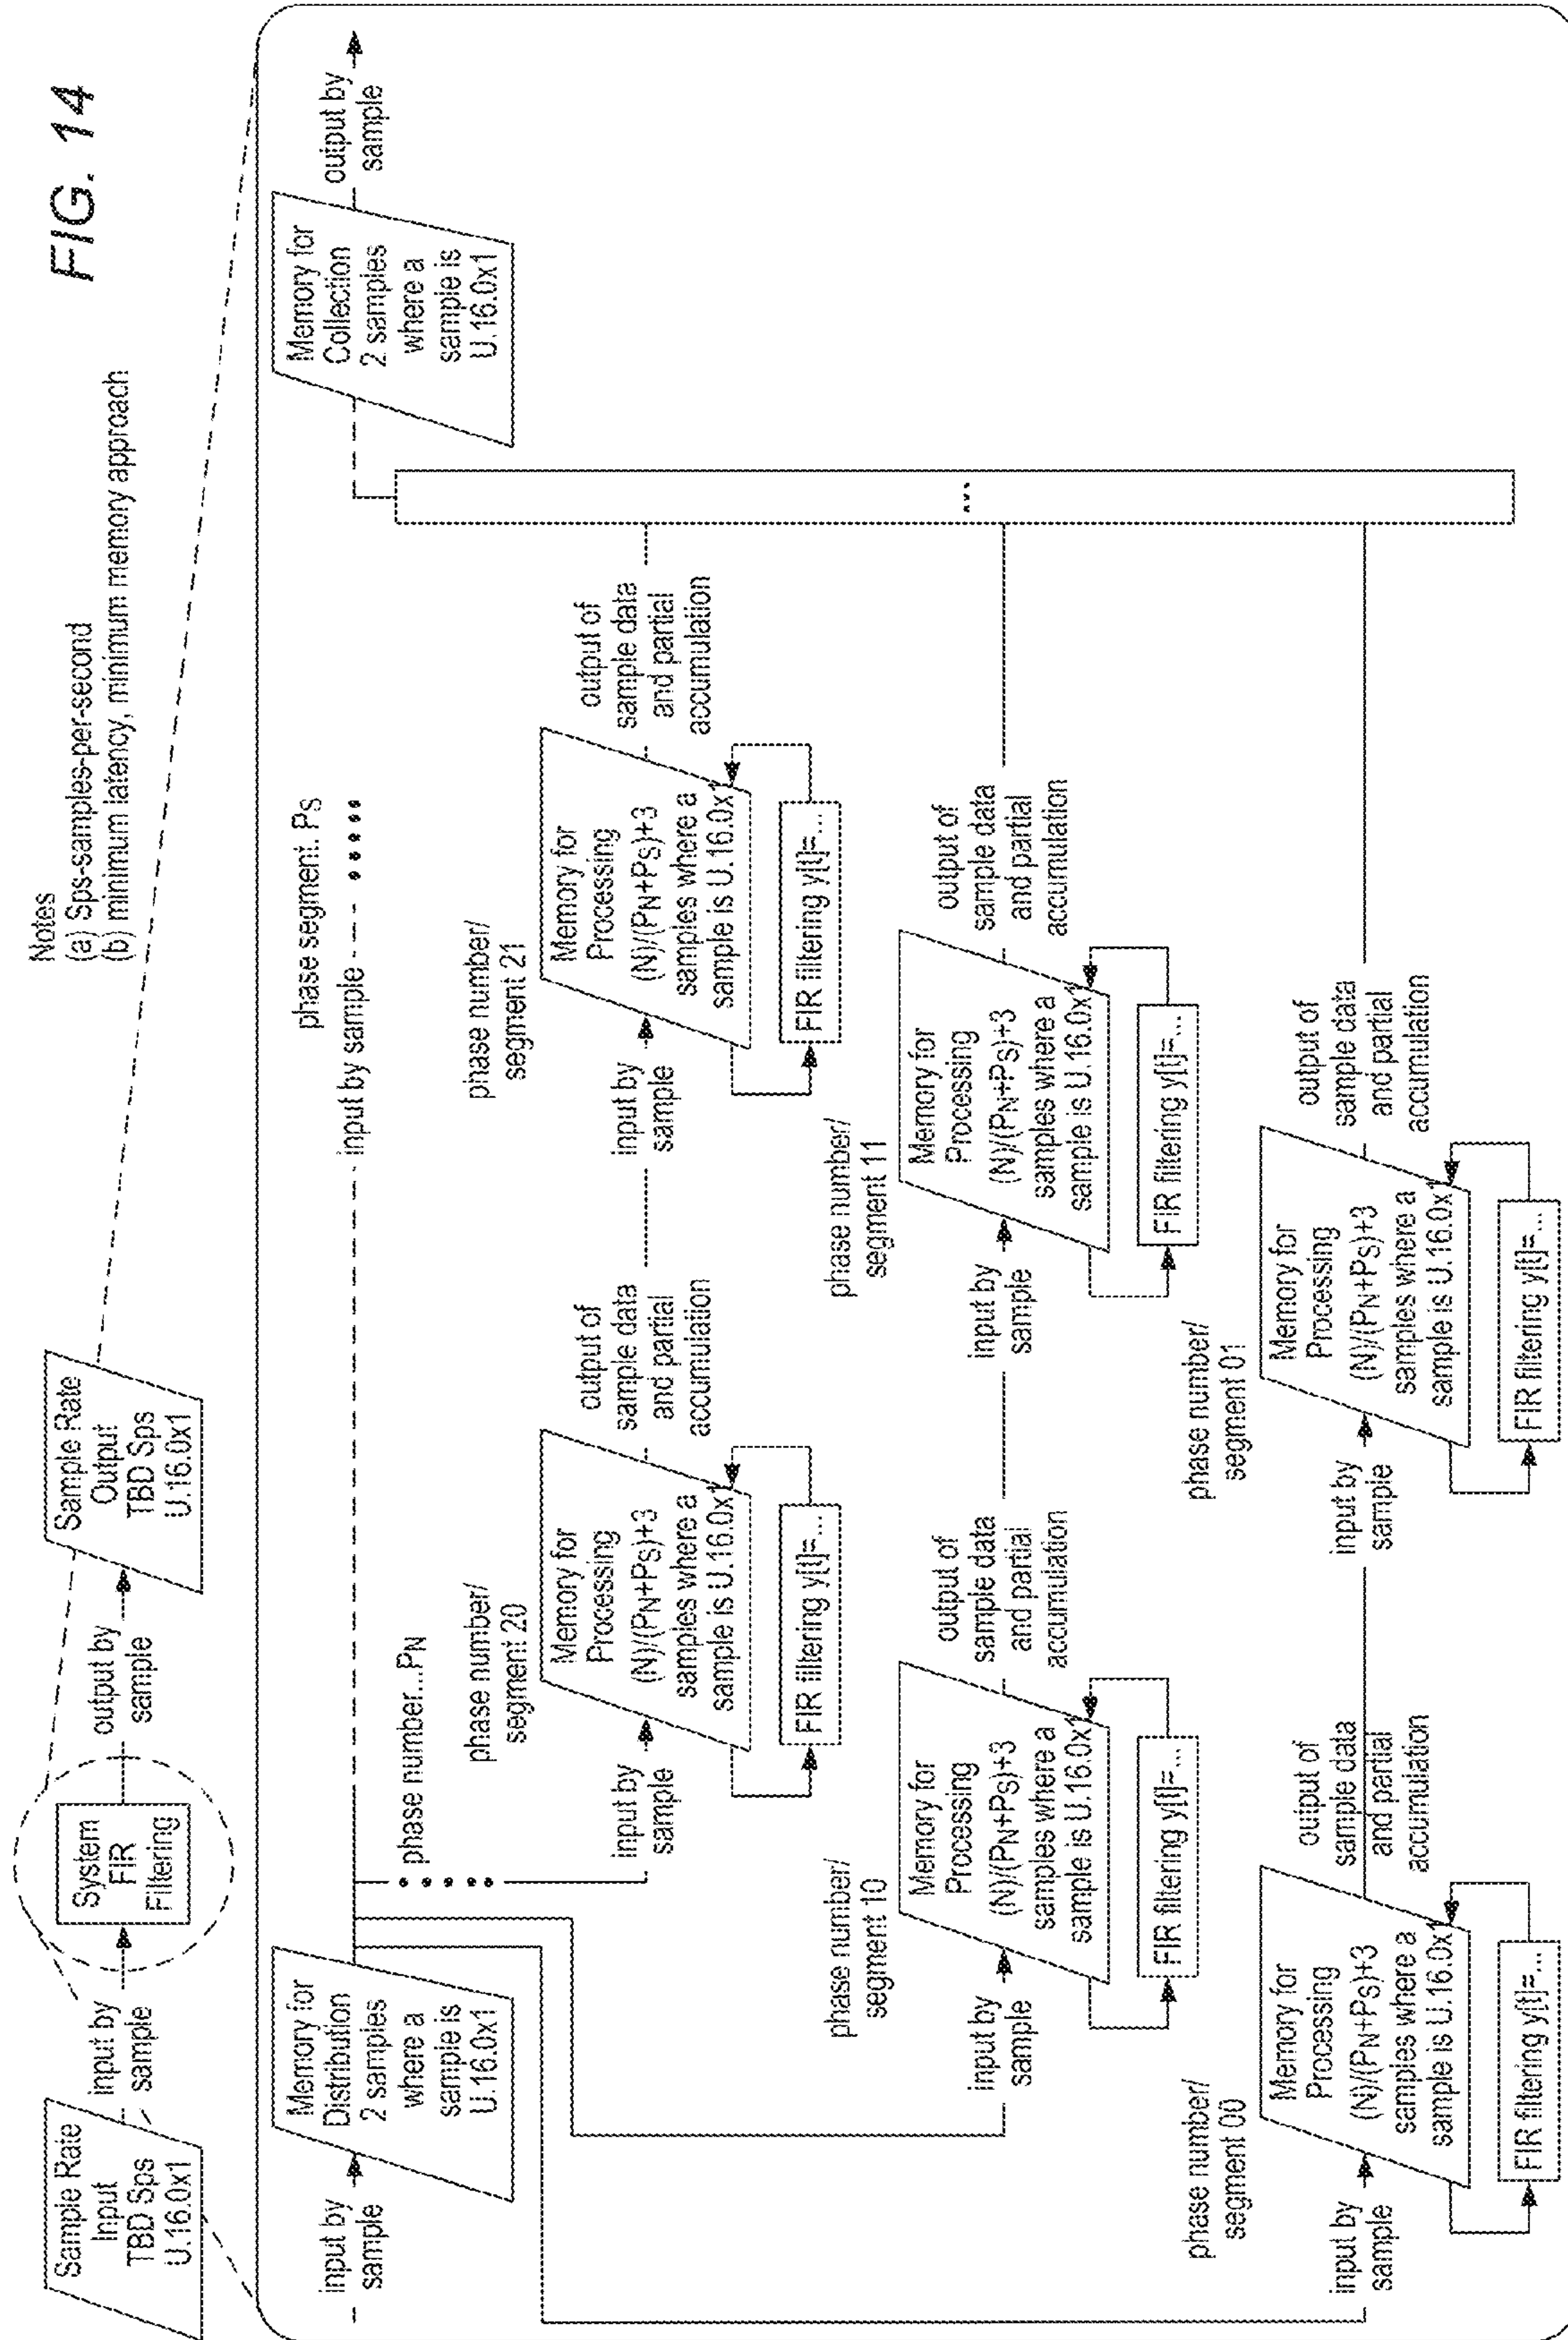 FIG. 14
Notes
(a) Sps-samples-per-second
(b) minimum latency, minimum memory approach
Sample Rate
Input
TBD Sps
U.16.0x1
input by
sample
System
FIR
Filtering
output by
sample
Sample Rate
Output
TBD Sps
U.16.0x1
input by
sample
Memory for
Distribution
2 samples
where a
sample is
U.16.0x1
phase segment. PS
input by sample
Memory for
Collection
2 samples
where a
sample is
U.16.0x1
output by
sample
phase number...PN
phase number/
segment 20
input by
sample
Memory for
Processing
(N)/(PN+PS)+3
samples where a
sample is U.16.0x1
FIR filtering y[t]=...
output of
sample data
and partial
accumulation
phase number/
segment 21
input by
sample
Memory for
Processing
(N)/(PN+PS)+3
samples where a
sample is U.16.0x1
FIR filtering y[t]=...
output of
sample data
and partial
accumulation
...
phase number/
segment 10
input by
sample
Memory for
Processing
(N)/(PN+PS)+3
samples where a
sample is U.16.0x1
FIR filtering y[t]=...
output of
sample data
and partial
accumulation
phase number/
segment 11
input by
sample
Memory for
Processing
(N)/(PN+PS)+3
samples where a
sample is U.16.0x1
FIR filtering y[t]=...
output of
sample data
and partial
accumulation
phase number/
segment 00
input by
sample
Memory for
Processing
(N)/(PN+PS)+3
samples where a
sample is U.16.0x1
FIR filtering y[t]=...
output of
sample data
and partial
accumulation
phase number/
segment 01
input by
sample
Memory for
Processing
(N)/(PN+PS)+3
samples where a
sample is U.16.0x1
FIR filtering y[t]=...
output of
sample data
and partial
accumulation